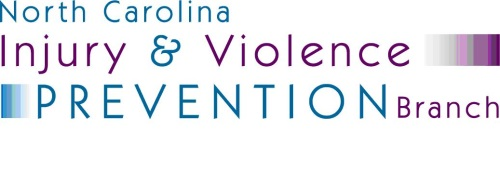 North Carolina
Injury & Violence
PREVENTION Branch